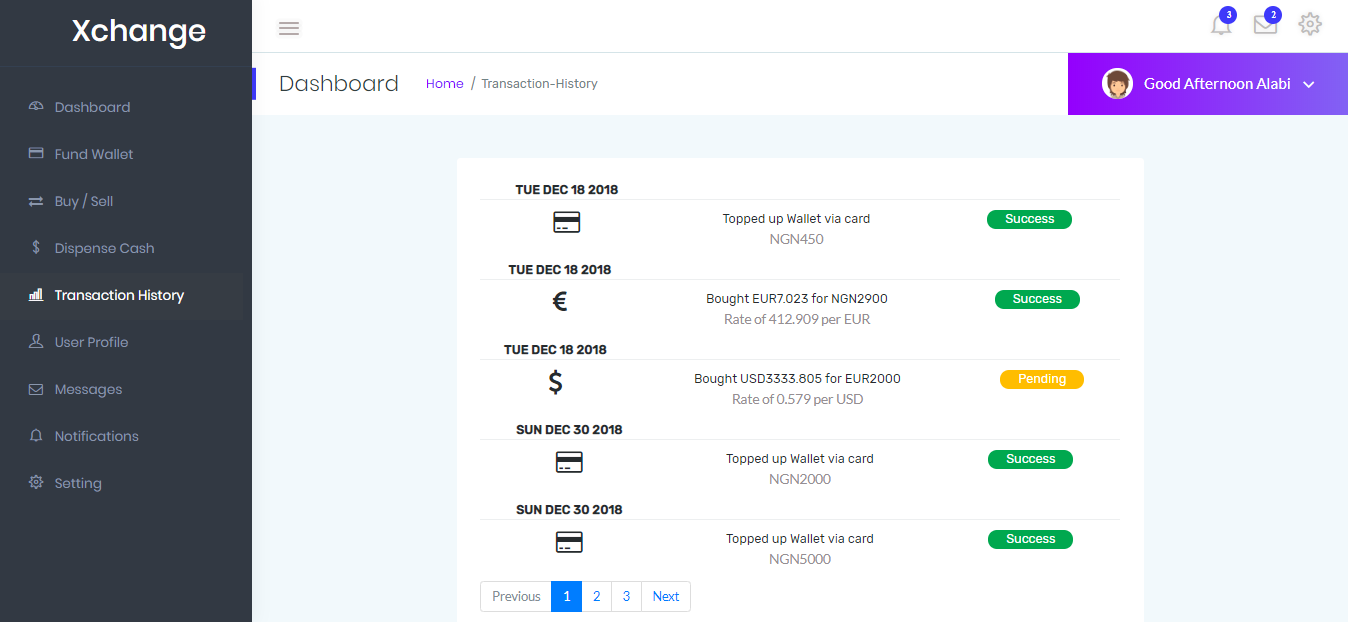 Xchange
3
2
Dashboard
Home / Transaction-History
Good Afternoon Alabi
Dashboard
Fund Wallet
Buy / Sell
Dispense Cash
Transaction History
User Profile
Messages
Notifications
Setting
TUE DEC 18 2018
Topped up Wallet via card
NGN450
Success
TUE DEC 18 2018
€
Bought EUR7.023 for NGN2900
Rate of 412.909 per EUR
Success
TUE DEC 18 2018
$
Bought USD3333.805 for EUR2000
Rate of 0.579 per USD
Pending
SUN DEC 30 2018
Topped up Wallet via card
NGN2000
Success
SUN DEC 30 2018
Topped up Wallet via card
NGN5000
Success
Previous 1 2 3 Next